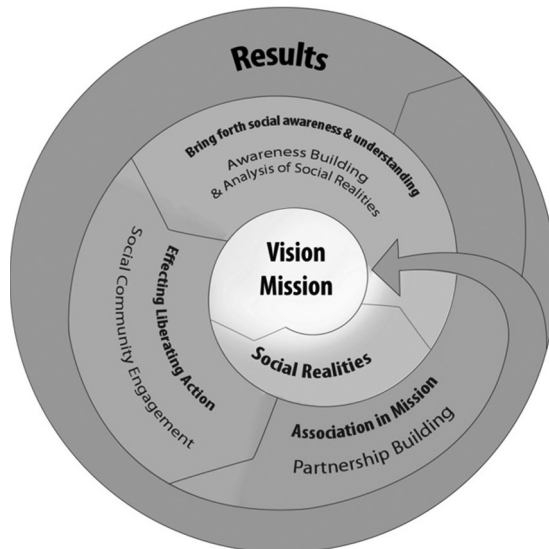 Results
Bring forth social awareness & understanding
Awareness Building
& Analysis of Social Realities
Vision
Mission
Social Realities
Effecting Liberating Action
Social Community Engagement
Association in Mission
Partnership Building